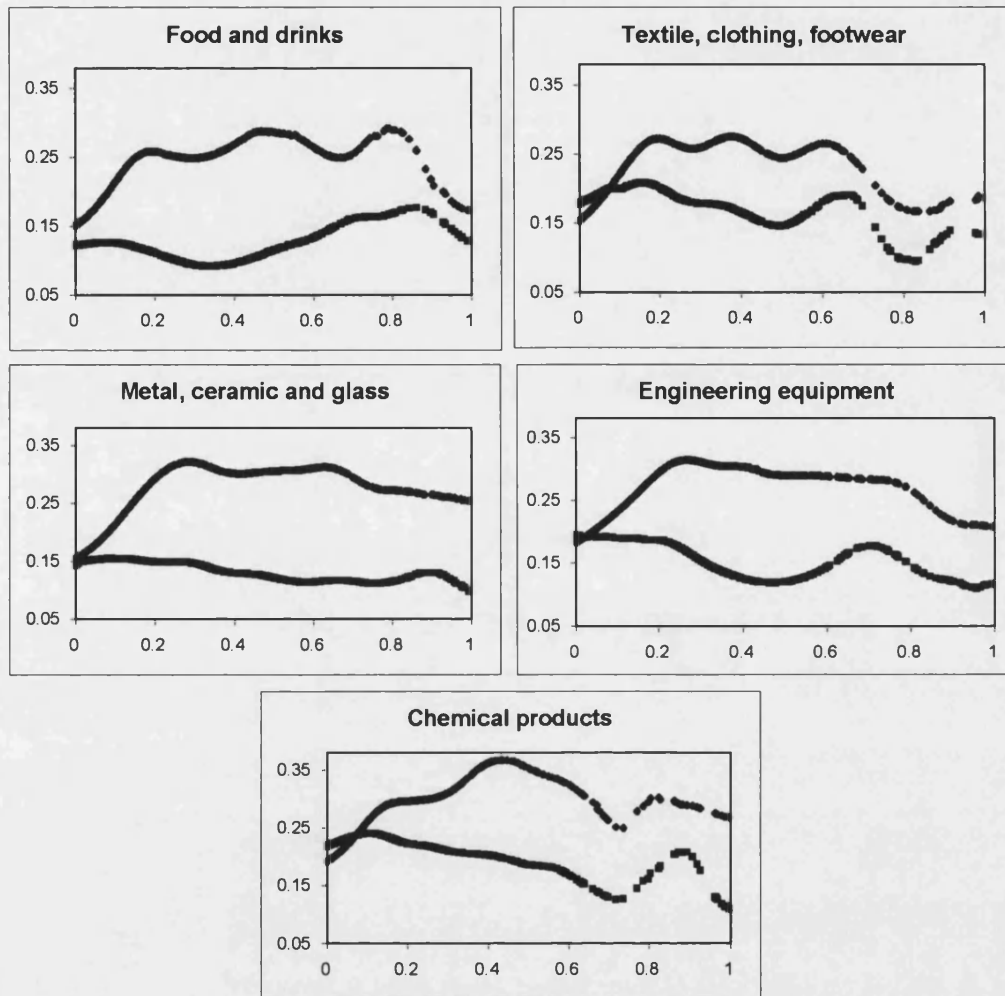 Food and drinks
0.35
0.25
0.15
0.05
0 0.2 0.4 0.6 0.8 1
Textile, clothing, footwear
0.35
0.25
0.15
0.05
0 0.2 0.4 0.6 0.8 1
Metal, ceramic and glass
0.35
0.25
0.15
0.05
0 0.2 0.4 0.6 0.8 1
Engineering equipment
0.35
0.25
0.15
0.05
0 0.2 0.4 0.6 0.8 1
Chemical products
0.35
0.25
0.15
0.05
0 0.2 0.4 0.6 0.8 1